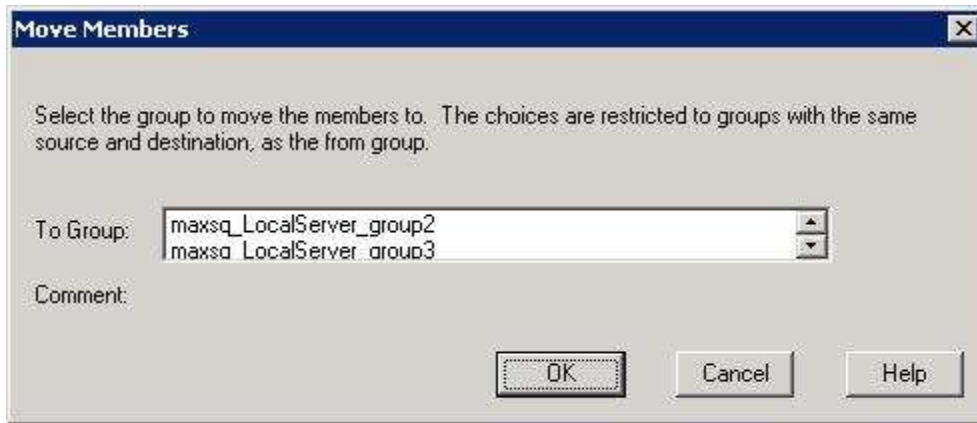 Move Members
Select the group to move the members to. The choices are restricted to groups with the same
source and destination, as the from group.
To Group:
maxsq_LocalServer_group2
maxsq_LocalServer_group3
Comment:
OK Cancel Help